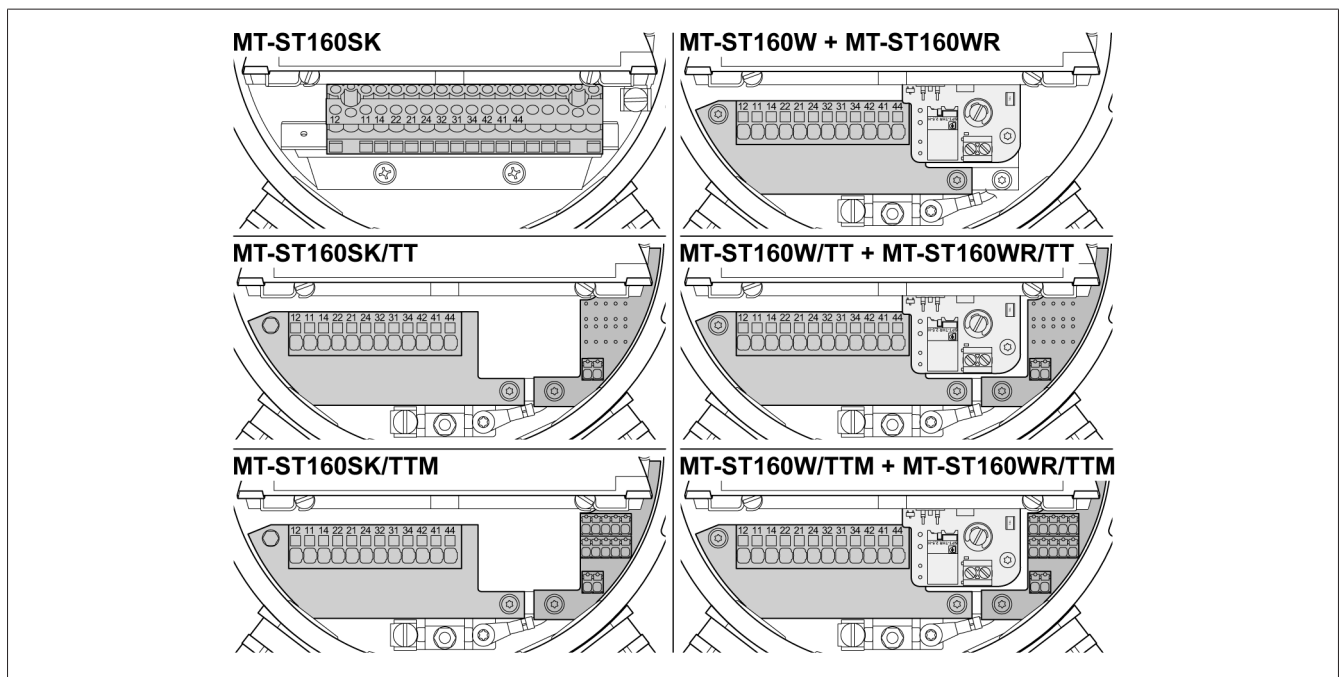 MT-ST160SK
12 11 14 22 21 24 32 31 34 42 41 44
MT-ST160W + MT-ST160WR
12 11 14 22 21 24 32 31 34 42 41 44
MT-ST160SK/TT
12 11 14 22 21 24 32 31 34 42 41 44
MT-ST160W/TT + MT-ST160WR/TT
12 11 14 22 21 24 32 31 34 42 41 44
MT-ST160SK/TTM
12 11 14 22 21 24 32 31 34 42 41 44
MT-ST160W/TTM + MT-ST160WR/TTM
12 11 14 22 21 24 32 31 34 42 41 44